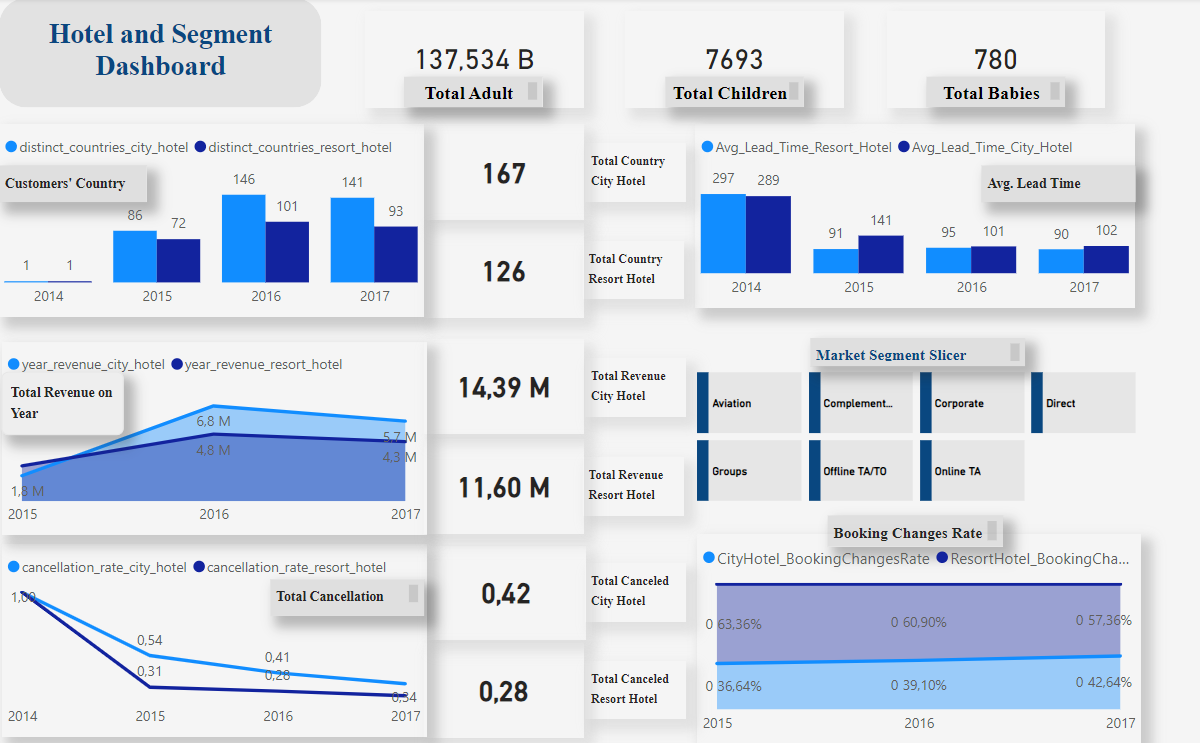 Hotel and Segment
Dashboard
137,534 B
Total Adult
7693
Total Children
780
Total Babies
distinct_countries_city_hotel
distinct_countries_resort_hotel
Customers' Country
1
1
86
72
146
101
141
93
2014
2015
2016
2017
167
Total Country
City Hotel
126
Total Country
Resort Hotel
Avg_Lead_Time_Resort_Hotel
Avg_Lead_Time_City_Hotel
Avg. Lead Time
297
289
91
141
95
101
90
102
2014
2015
2016
2017
year_revenue_city_hotel
year_revenue_resort_hotel
Total Revenue on
Year
1,8 M
6,8 M
4,8 M
5,7 M
4,3 M
2015
2016
2017
14,39 M
Total Revenue
City Hotel
11,60 M
Total Revenue
Resort Hotel
Market Segment Slicer
Aviation
Complement...
Corporate
Direct
Groups
Offline TA/TO
Online TA
cancellation_rate_city_hotel
cancellation_rate_resort_hotel
Total Cancellation
1,00
0,54
0,31
0,41
0,28
0,34
2014
2015
2016
2017
0,42
Total Canceled
City Hotel
0,28
Total Canceled
Resort Hotel
Booking Changes Rate
CityHotel_BookingChangesRate
ResortHotel_BookingCha...
0 63,36%
0 60,90%
0 57,36%
0 36,64%
0 39,10%
0 42,64%
2015
2016
2017